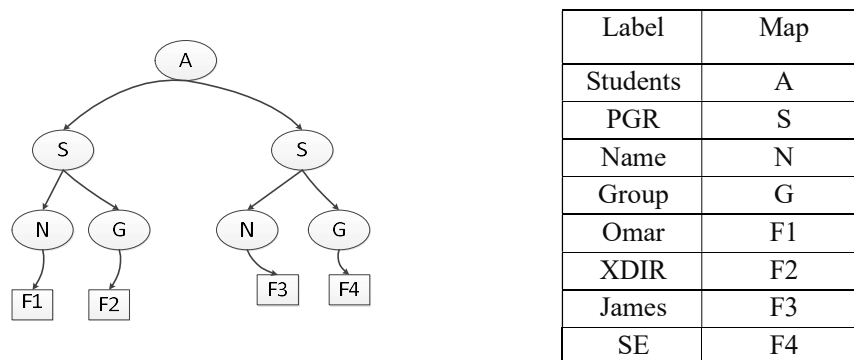 A
S S
N G N G
F1 F2 F3 F4
Label Map
Students A
PGR S
Name N
Group G
Omar F1
XDIR F2
James F3
SE F4